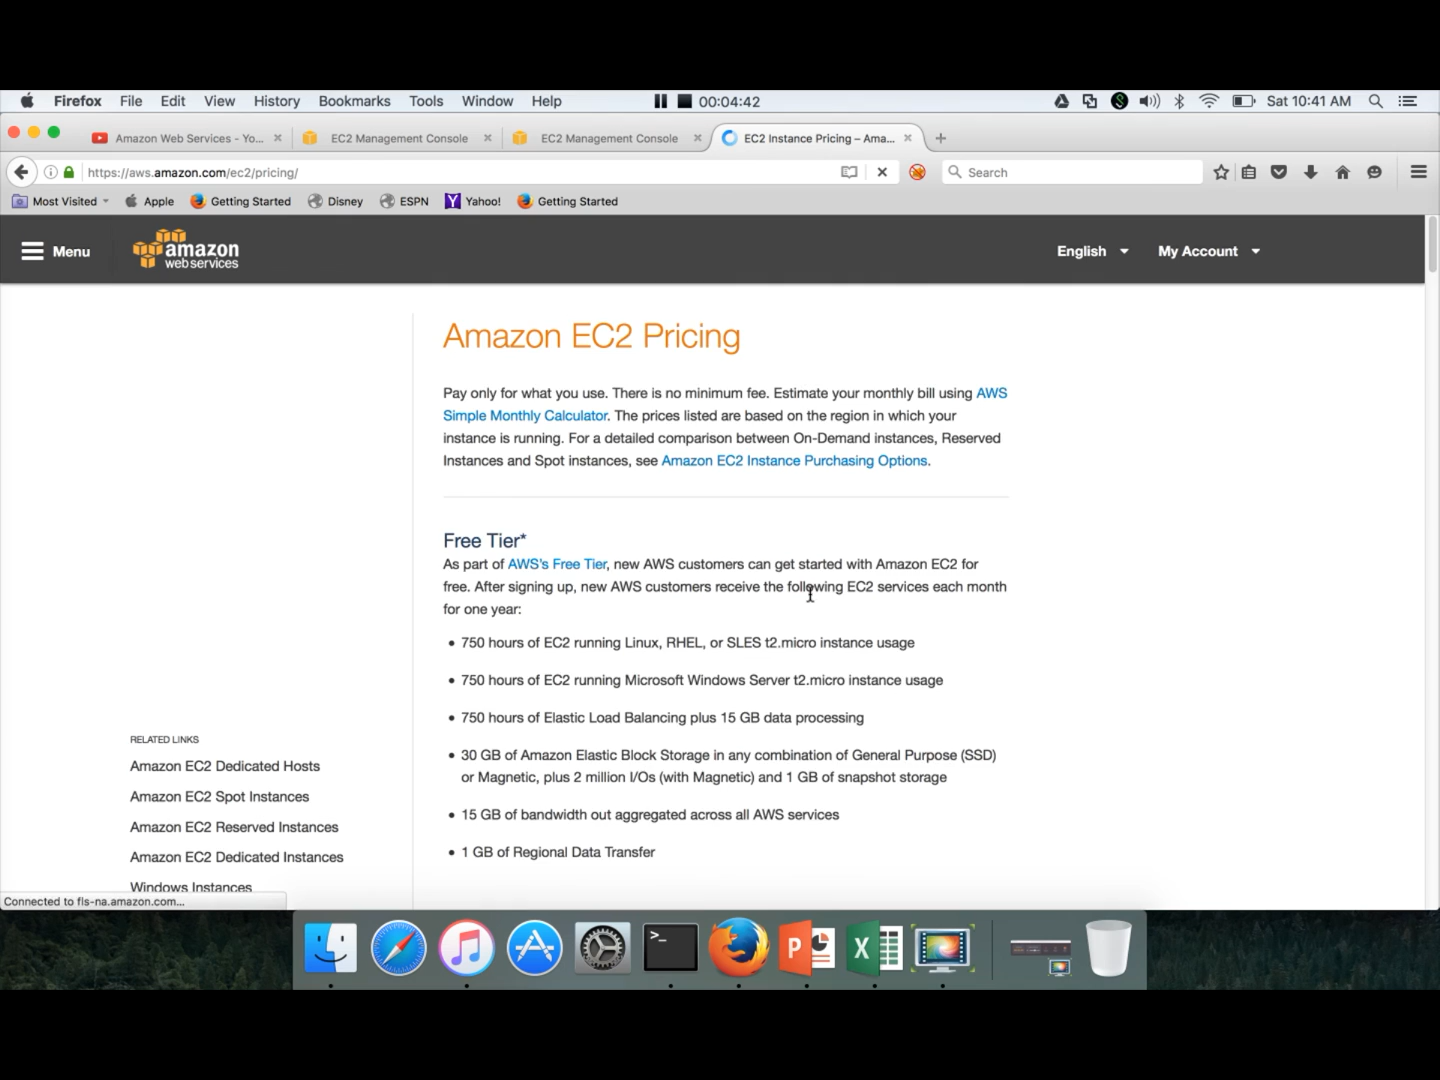 Firefox File Edit View History Bookmarks Tools Window Help 00:04:42 Sat 10:41 AM
Amazon Web Services - Yo... EC2 Management Console EC2 Management Console EC2 Instance Pricing – Ama...
https://aws.amazon.com/ec2/pricing/ Search
Most Visited Apple Getting Started Disney ESPN Yahoo! Getting Started
Menu amazon web services English My Account
Amazon EC2 Pricing
Pay only for what you use. There is no minimum fee. Estimate your monthly bill using AWS
Simple Monthly Calculator. The prices listed are based on the region in which your
instance is running. For a detailed comparison between On-Demand instances, Reserved
Instances and Spot instances, see Amazon EC2 Instance Purchasing Options.
Free Tier*
As part of AWS's Free Tier, new AWS customers can get started with Amazon EC2 for
free. After signing up, new AWS customers receive the following EC2 services each month
for one year:
• 750 hours of EC2 running Linux, RHEL, or SLES t2.micro instance usage
• 750 hours of EC2 running Microsoft Windows Server t2.micro instance usage
• 750 hours of Elastic Load Balancing plus 15 GB data processing
• 30 GB of Amazon Elastic Block Storage in any combination of General Purpose (SSD)
or Magnetic, plus 2 million I/Os (with Magnetic) and 1 GB of snapshot storage
• 15 GB of bandwidth out aggregated across all AWS services
• 1 GB of Regional Data Transfer
RELATED LINKS
Amazon EC2 Dedicated Hosts
Amazon EC2 Spot Instances
Amazon EC2 Reserved Instances
Amazon EC2 Dedicated Instances
Windows Instances
Connected to fls-na.amazon.com...